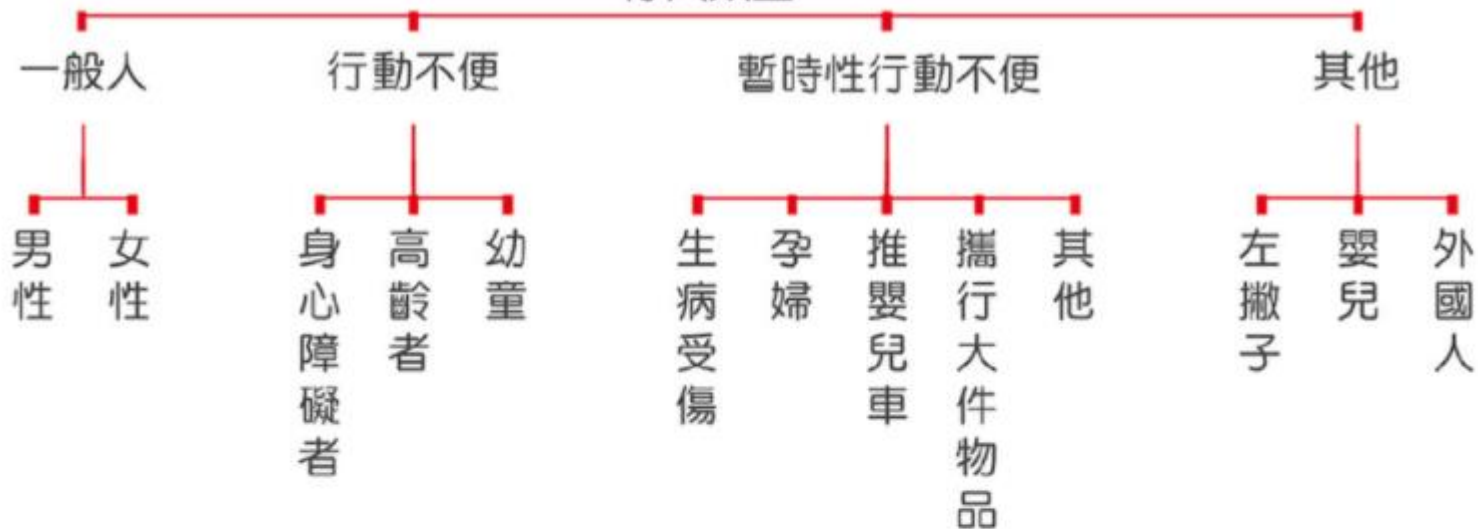 一般人
行動不便
暫時性行動不便
其他
男性
女性
身心障礙者
高齡者
幼童
生病受傷
孕婦
推嬰兒車
攜行大件物品
其他
左撇子
嬰兒
外國人